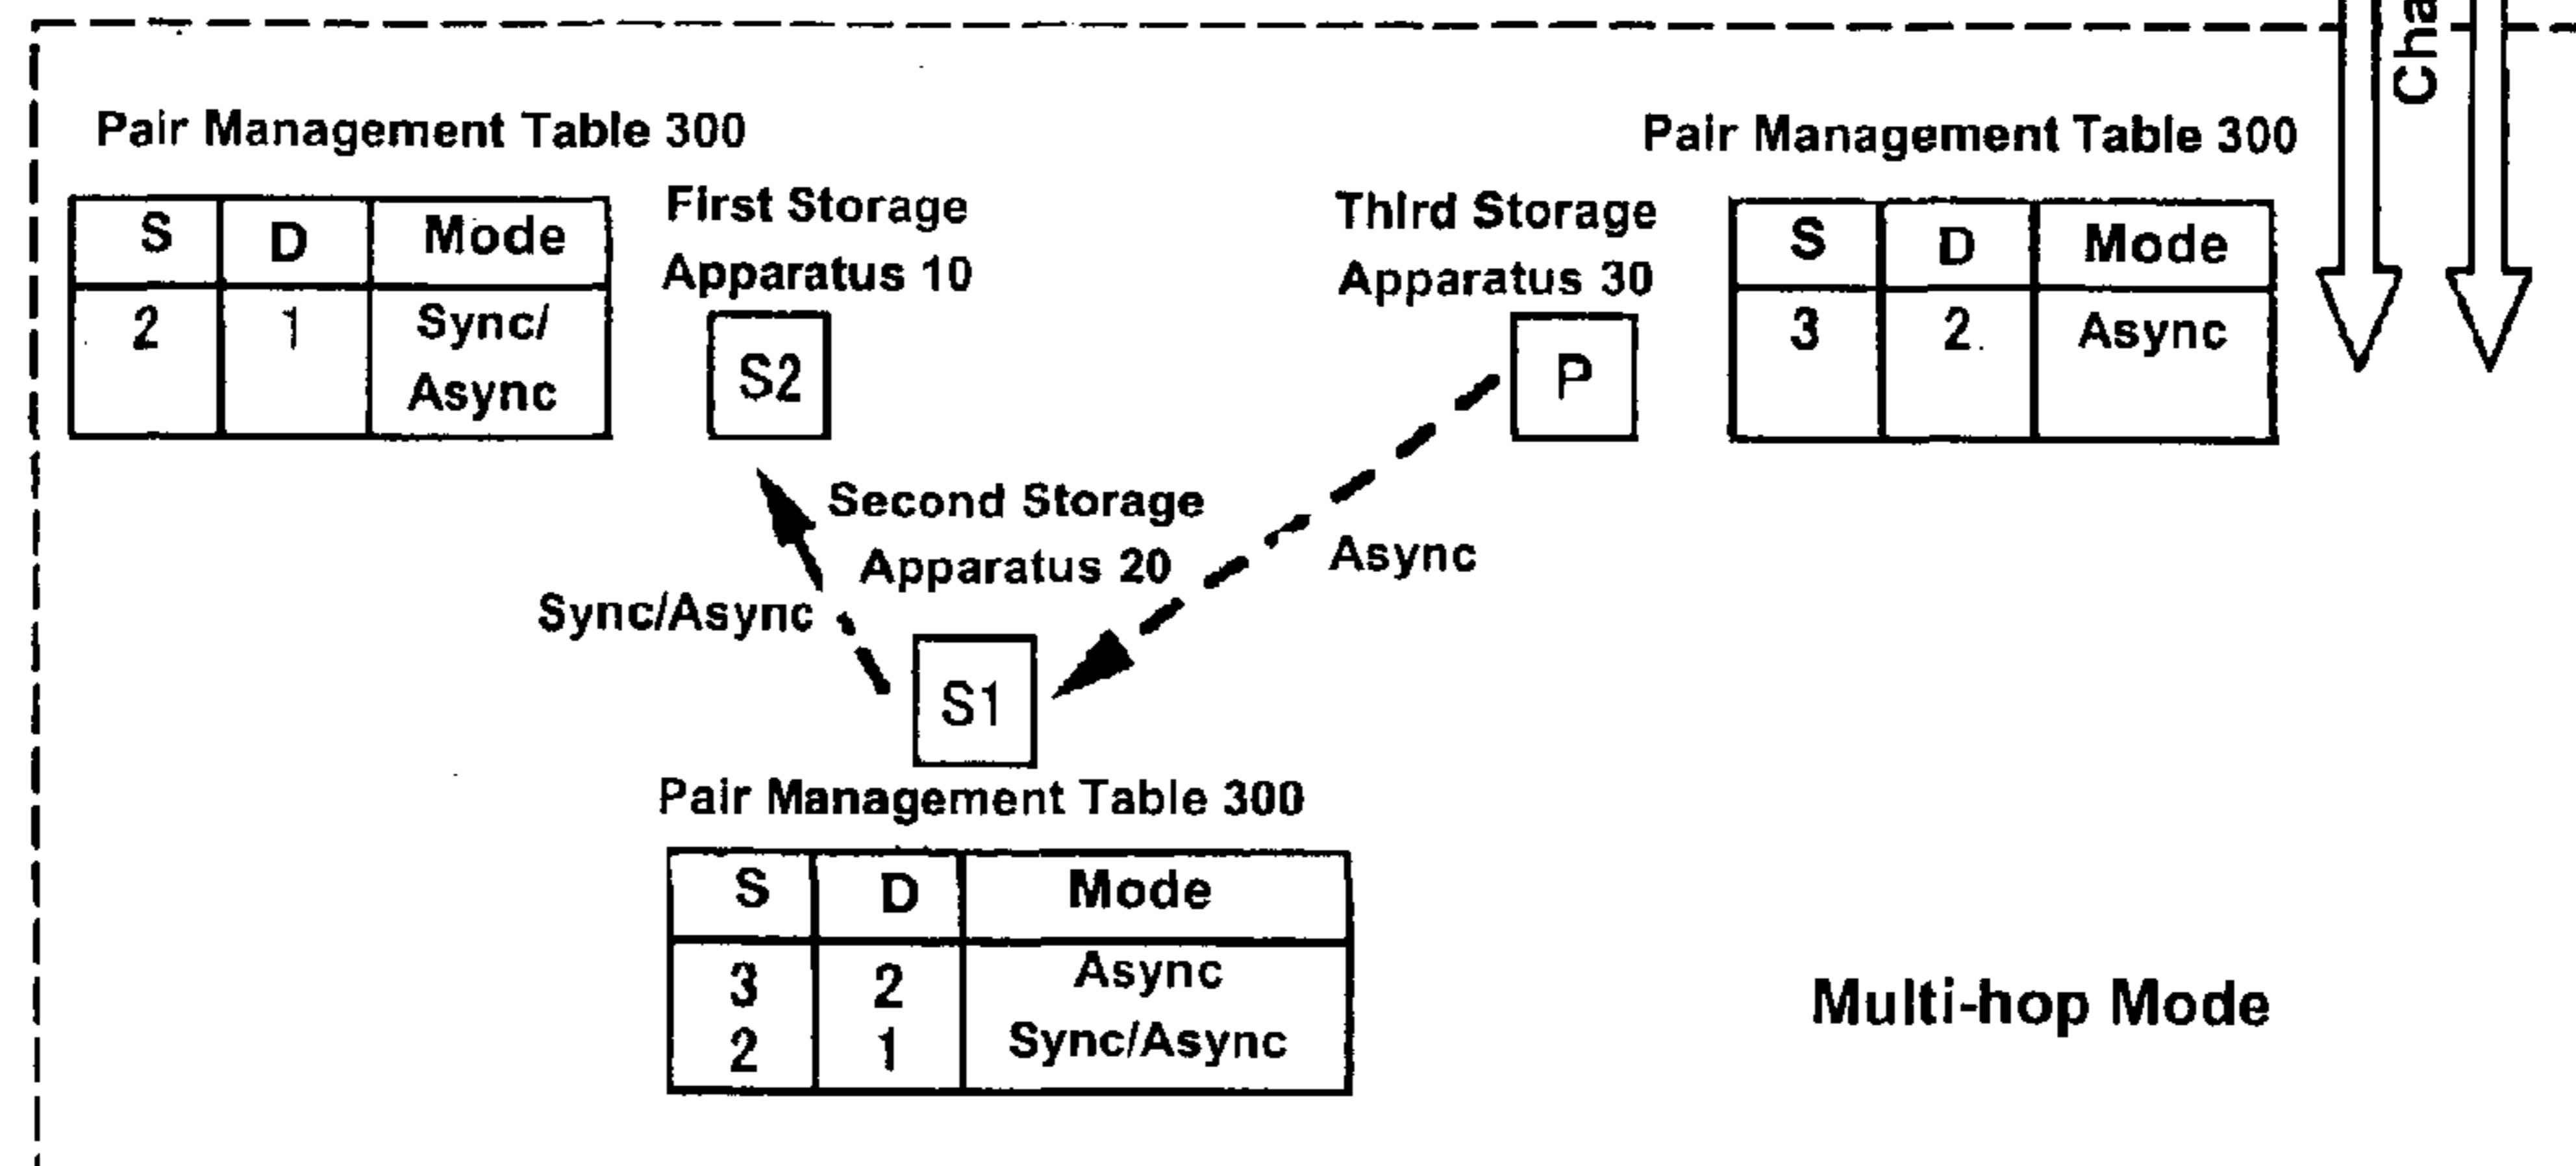 Pair Management Table 300
S D Mode
2 1 Sync/
Async
First Storage
Apparatus 10
S2
Third Storage
Apparatus 30
P
Pair Management Table 300
S D Mode
3 2 Async
Second Storage
Apparatus 20
Sync/Async
Async
S1
Pair Management Table 300
S D Mode
3 2 Async
2 1 Sync/Async
Multi-hop Mode